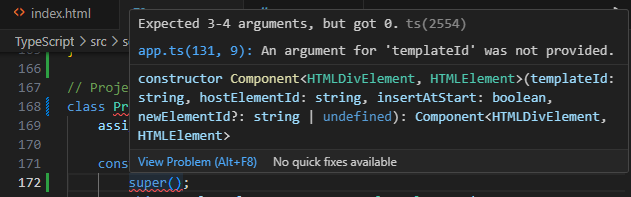 index.html
TypeScript > src > s
166
167
// Proje
168
class Pr
169
assi
170
171
cons
172
super();
Expected 3-4 arguments, but got 0. ts(2554)
app.ts(131, 9): An argument for 'templateId' was not provided.
constructor Component<HTMLDivElement, HTMLElement>(templateId:
string, hostElementId: string, insertAtStart: boolean,
newElementId?: string | undefined): Component<HTMLDivElement,
HTMLElement>
View Problem (Alt+F8) No quick fixes available